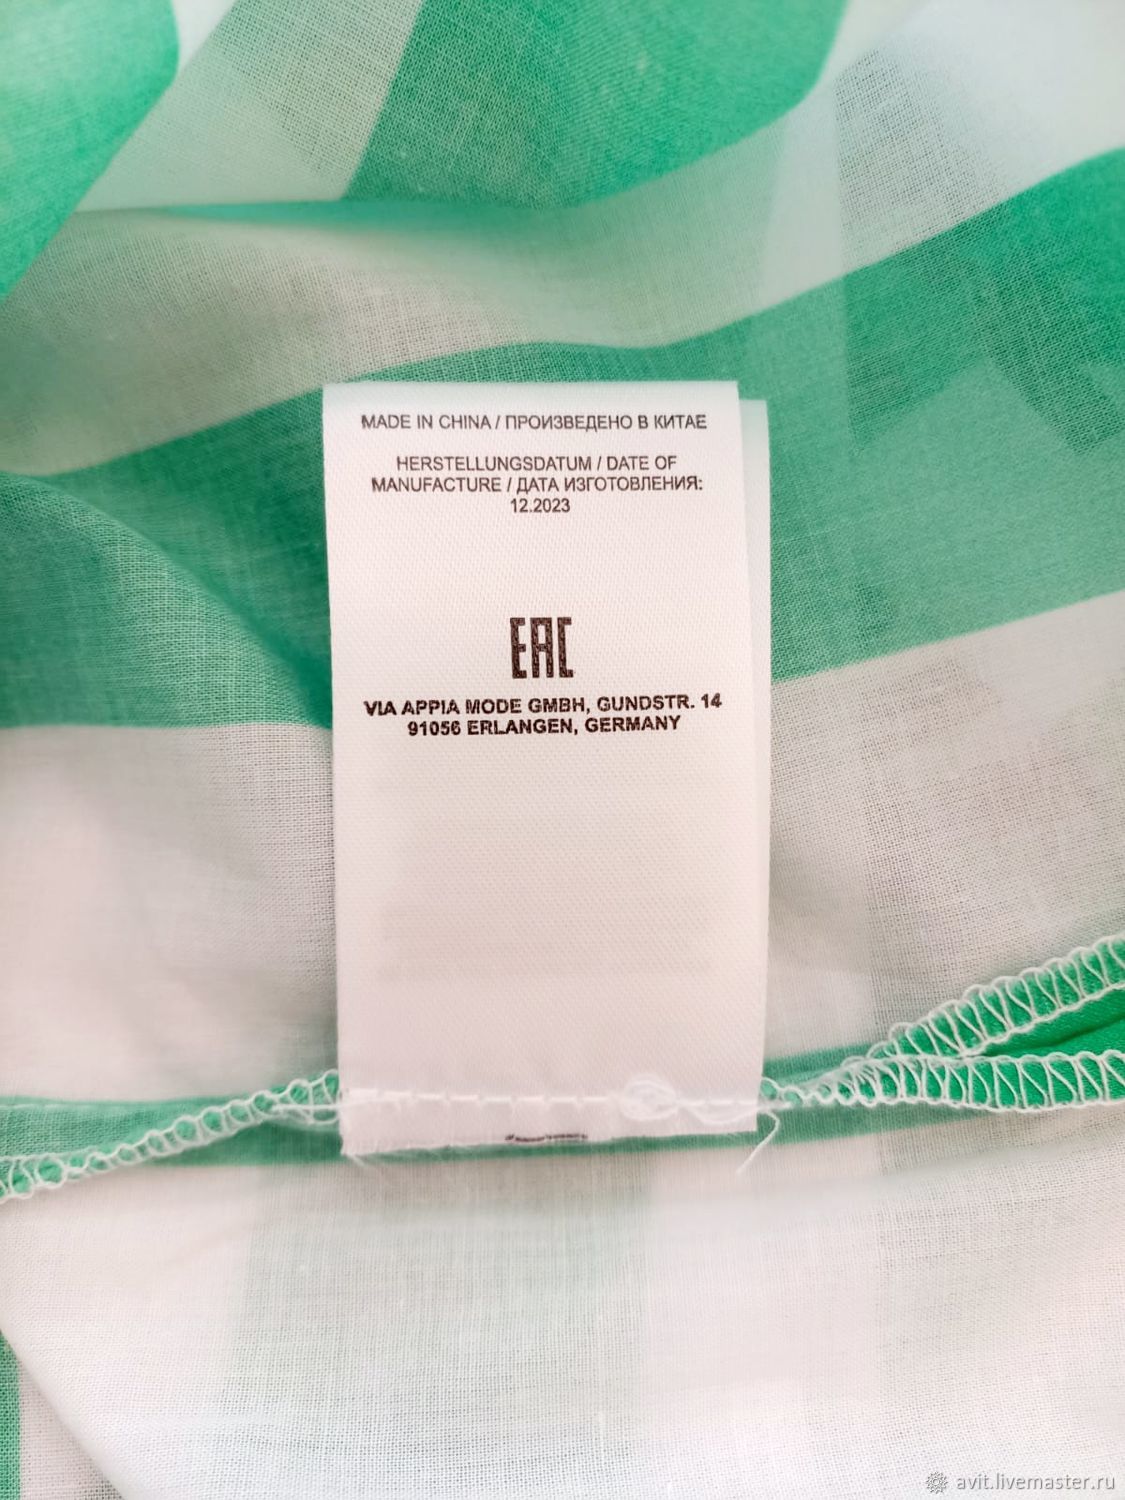 MADE IN CHINA / ПРОИЗВЕДЕНО В КИТАЕ
HERSTELLUNGSDATUM / DATE OF
MANUFACTURE / ДАТА ИЗГОТОВЛЕНИЯ:
12.2023
EAC
VIA APPIA MODE GMBH, GUNDSTR. 14
91056 ERLANGEN, GERMANY
avit.livemaster.ru